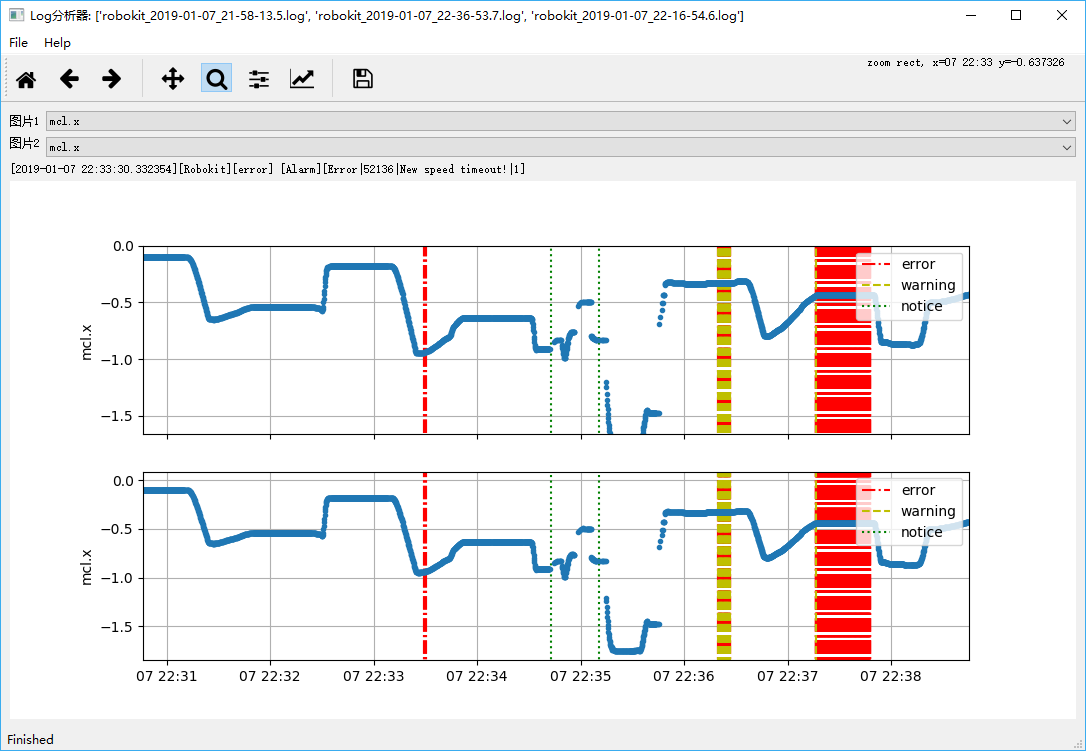 Log分析器: ['robokit_2019-01-07_21-58-13.5.log', 'robokit_2019-01-07_22-36-53.7.log', 'robokit_2019-01-07_22-16-54.6.log']
File Help
zoom rect, x=07 22:33 y=-0.637326
图片1 mcl.x
图片2 mcl.x
[2019-01-07 22:33:30.332354][Robokit][error] [Alarm][Error|52136|New speed timeout!|1]
0.0
−0.5
−1.0
−1.5
mcl.x
error
warning
notice
0.0
−0.5
−1.0
−1.5
mcl.x
error
warning
notice
07 22:31 07 22:32 07 22:33 07 22:34 07 22:35 07 22:36 07 22:37 07 22:38
Finished